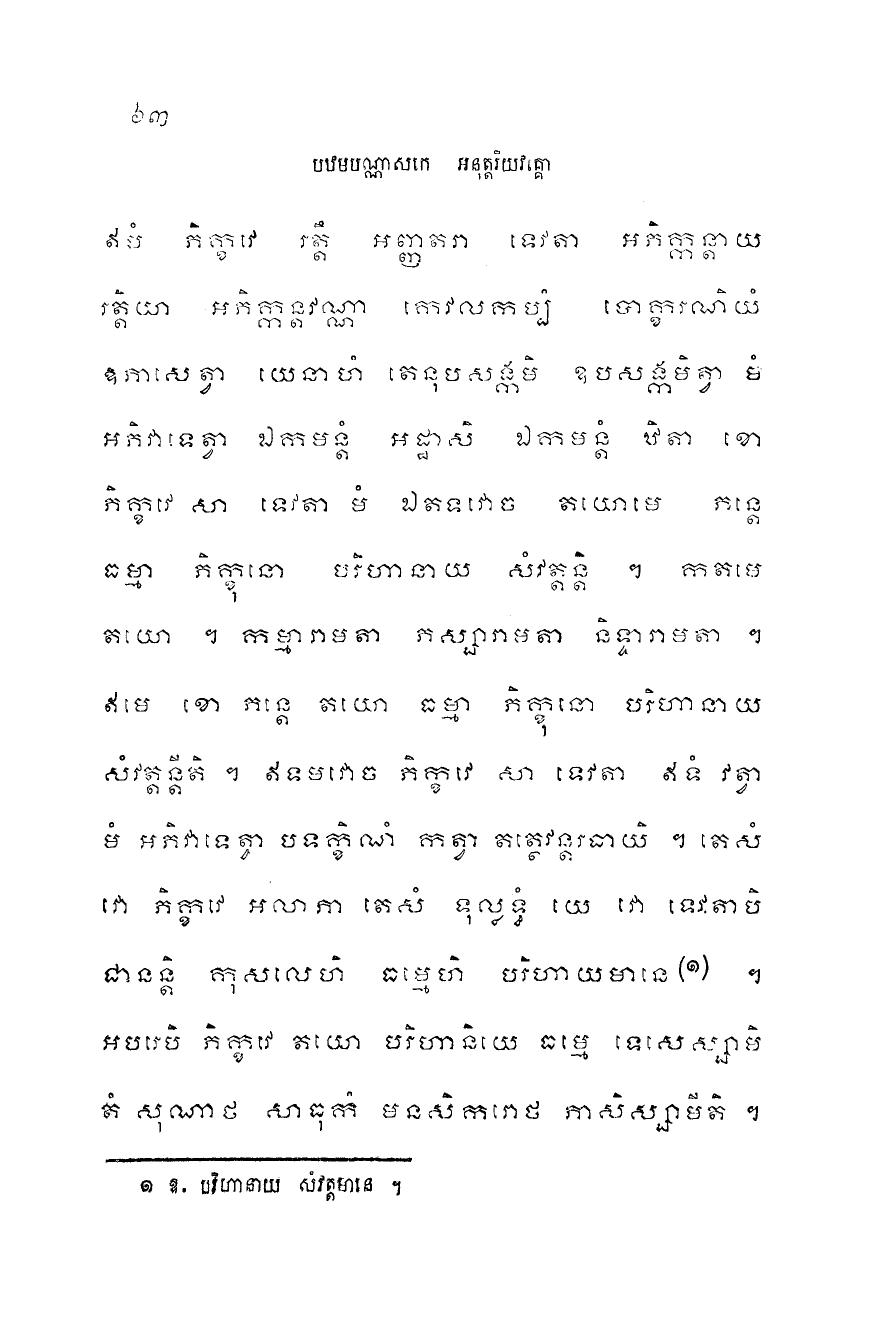 ៦៣
បឋមបណ្ណាសកេ អនុត្តរិយវគ្គោ
ឥមំ ភិក្ខវេ រត្តឹ អញ្ញតរា ទេវតា អភិក្កន្តាយ
រត្តិយា អភិក្កន្តវណ្ណា កេវលកប្បំ បោក្ខរណិយំ
ឱភាសេត្វា យេនាហំ តេនុបសង្កមិ ឧបសង្កមិត្វា មំ
អភិវាទេត្វា ឯកមន្តំ អដ្ឋាសិ ឯកមន្តំ ឋិតា ខោ
ភិក្ខវេ សា ទេវតា មំ ឯតទវោច តយោមេ ភន្តេ
ធម្មា ភិក្ខុនោ បរិហានាយ សំវត្តន្តិ ។ កតមេ
តយោ ។ កម្មារាមតា ភស្សារាមតា និទ្ទារាមតា ។
ឥមេ ខោ ភន្តេ តយោ ធម្មា ភិក្ខុនោ បរិហានាយ
សំវត្តន្តីតិ ។ ឥទមវោច ភិក្ខវេ សា ទេវតា ឥទំ វត្វា
មំ អភិវាទេត្វា បទក្ខិណំ កត្វា តត្ថេវន្តរធាយិ ។ តេសំ
វោ ភិក្ខវេ អលាភា តេសំ ទុល្លទ្ធំ យេ វោ ទេវតាបិ
ជានន្តិ កុសលេហិ ធម្មេហិ បរិហាយមានេ (១) ។
អបរេបិ ភិក្ខវេ តយោ បរិហានិយេ ធម្មេ ទេសេស្សាមិ
តំ សុណាថ សាធុកំ មនសិករោថ ភាសិស្សាមីតិ ។
១ ឱ. បរិហានាយ សំវត្តមានេ ។